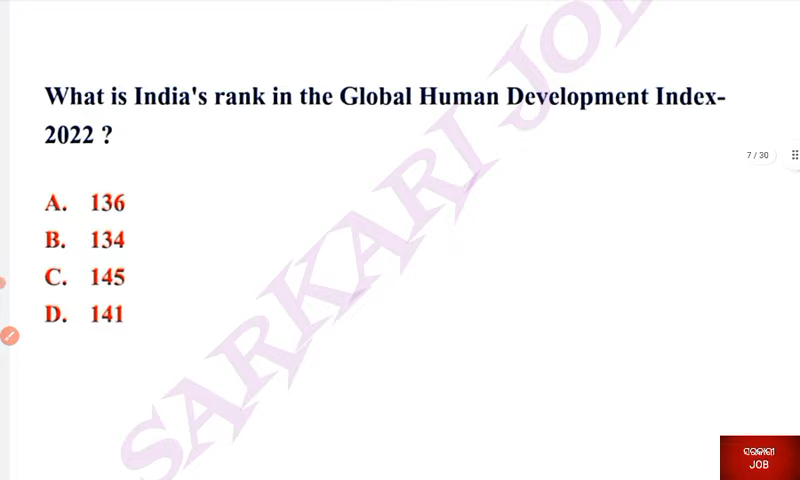 What is India's rank in the Global Human Development Index-
2022 ?
7 / 30
A. 136
B. 134
C. 145
D. 141
SARKARI JOB
ସରକାରୀ
JOB